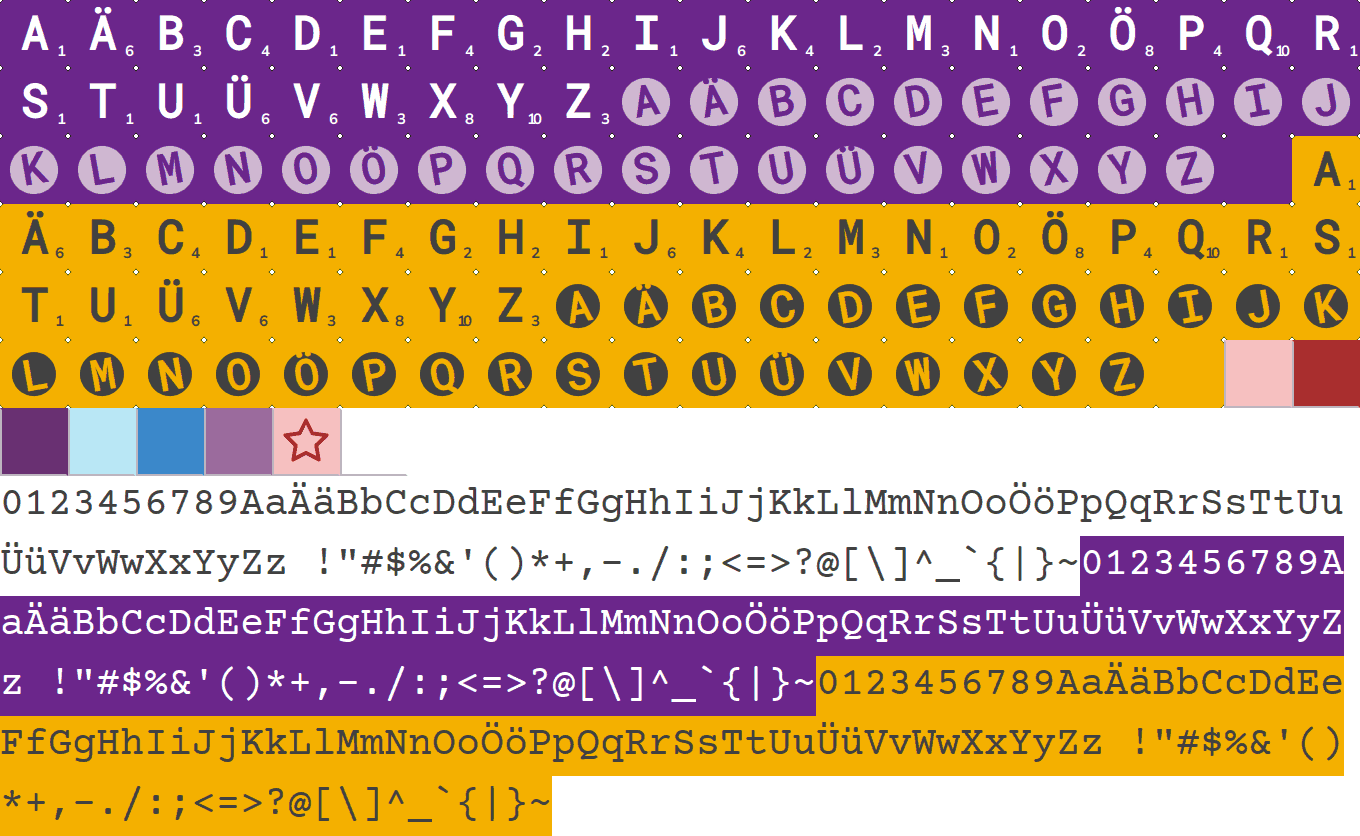 A1 Ä6 B3 C4 D1 E1 F4 G2 H2 I1 J6 K4 L2 M3 N1 O2 Ö8 P4 Q10 R1
S1 T1 U1 Ü6 V6 W3 X8 Y10 Z3 A Ä B C D E F G H I J
K L M N O Ö P Q R S T U Ü V W X Y Z A1
Ä6 B3 C4 D1 E1 F4 G2 H2 I1 J6 K4 L2 M3 N1 O2 Ö8 P4 Q10 R1 S1
T1 U1 Ü6 V6 W3 X8 Y10 Z3 A Ä B C D E F G H I J K
L M N O Ö P Q R S T U Ü V W X Y Z
0123456789AaÄäBbCcDdEeFfGgHhIiJjKkLlMmNnOoÖöPpQqRrSsTtUu
ÜüVvWwXxYyZz !"#$%&'()*+,-./:;<=>?@[\]^_`{|}~0123456789A
aÄäBbCcDdEeFfGgHhIiJjKkLlMmNnOoÖöPpQqRrSsTtUuÜüVvWwXxYyZ
z !"#$%&'()*+,-./:;<=>?@[\]^_`{|}~0123456789AaÄäBbCcDdEe
FfGgHhIiJjKkLlMmNnOoÖöPpQqRrSsTtUuÜüVvWwXxYyZz !"#$%&'()
*+,-./:;<=>?@[\]^_`{|}~